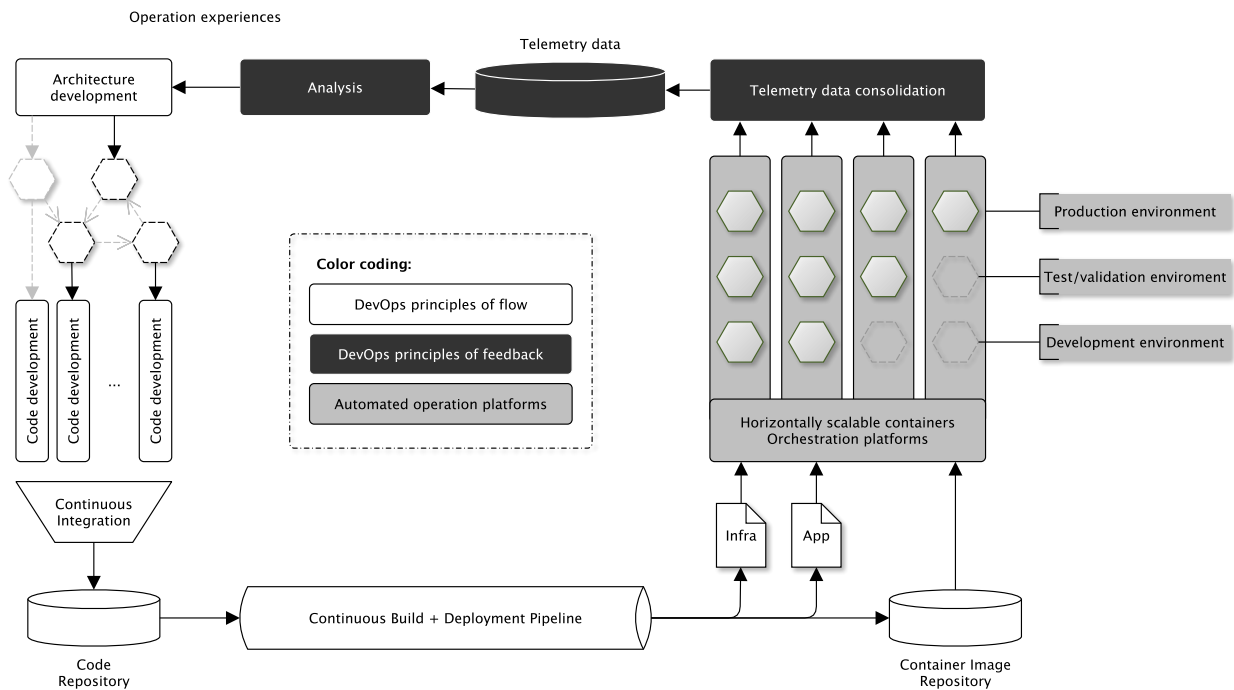 Operation experiences
Telemetry data
Architecture
development
Analysis
Telemetry data consolidation
Production environment
Test/validation enviroment
Development environment
Color coding:
DevOps principles of flow
DevOps principles of feedback
Automated operation platforms
Code development
Code development
...
Code development
Horizontally scalable containers
Orchestration platforms
Continuous
Integration
Infra
App
Continuous Build + Deployment Pipeline
Code
Repository
Container Image
Repository